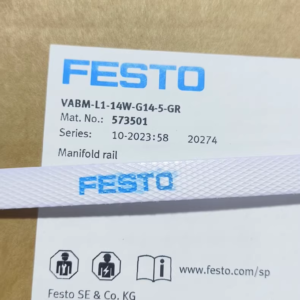 FESTO
VABM-L1-14W-G14-5-GR
Mat. No.: 573501
Series: 10-2023:58 20274
Manifold rail
FESTO
i www.festo.com/sp
Festo SE & Co. KG